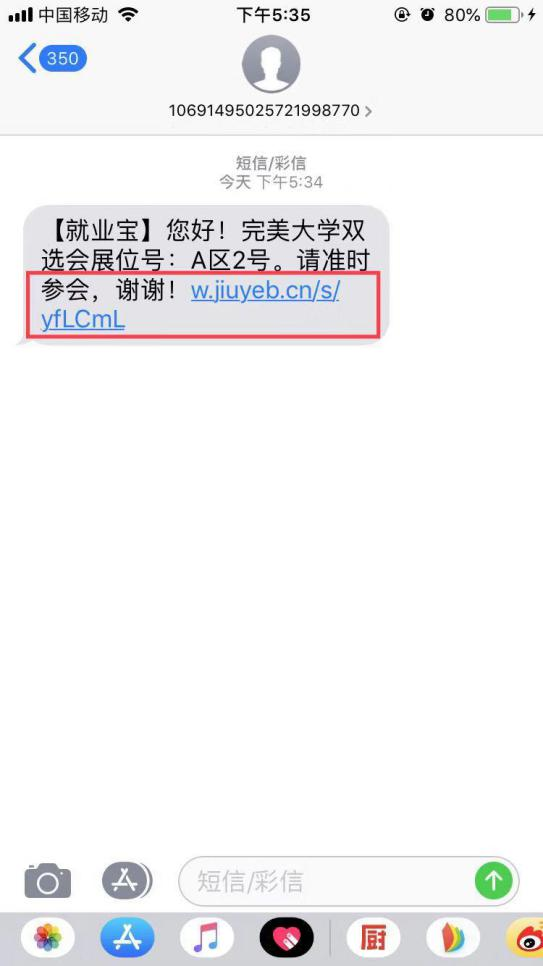 中国移动
下午5:35
80%
350
10691495025721998770
短信/彩信
今天 下午5:34
【就业宝】您好！完美大学双
选会展位号：A区2号。请准时
参会，谢谢！w.jiuyeb.cn/s/
yfLCmL
短信/彩信
厨